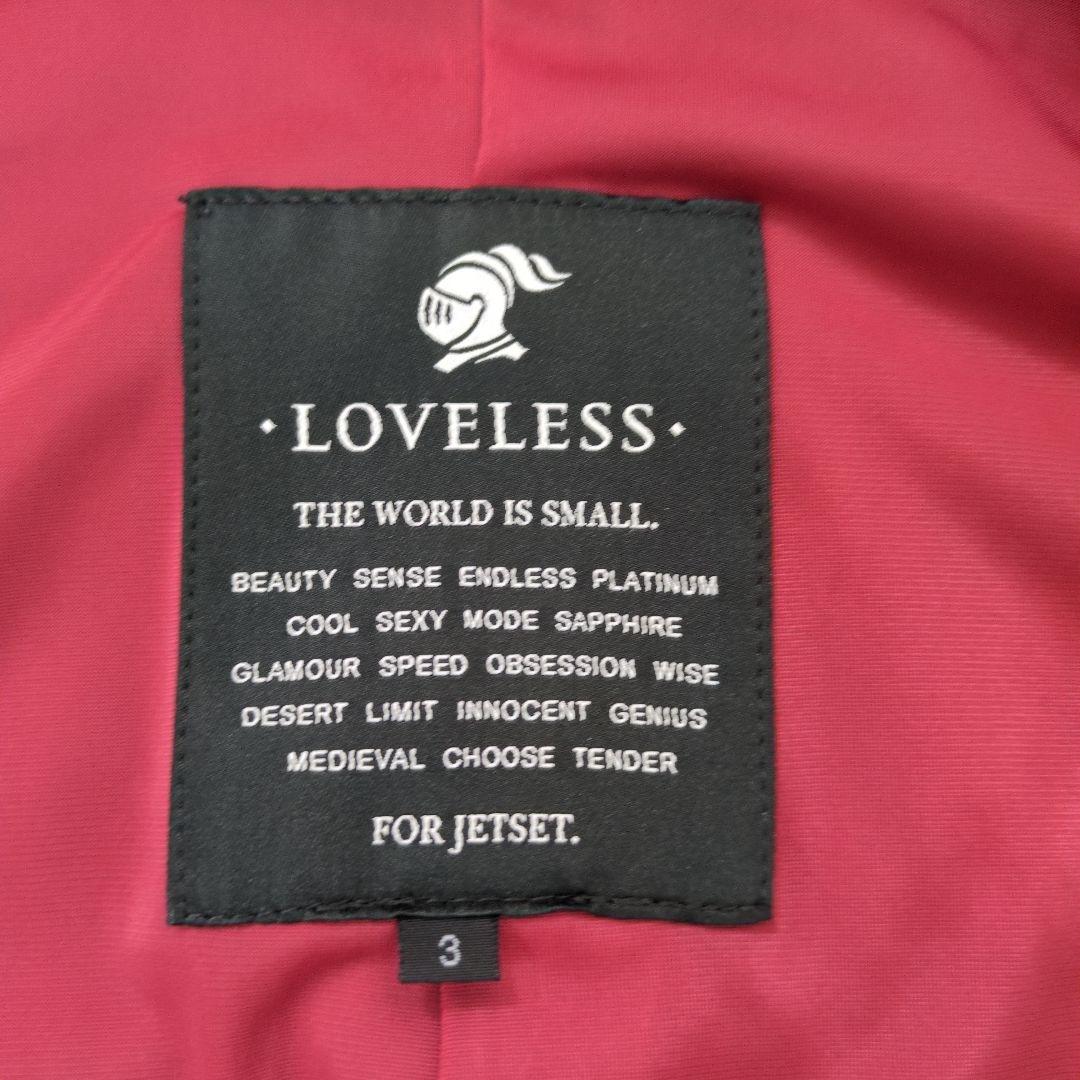 ·LOVELESS·
THE WORLD IS SMALL.
BEAUTY SENSE ENDLESS PLATINUM
COOL SEXY MODE SAPPHIRE
GLAMOUR SPEED OBSESSION WISE
DESERT LIMIT INNOCENT GENIUS
MEDIEVAL CHOOSE TENDER
FOR JETSET.
3